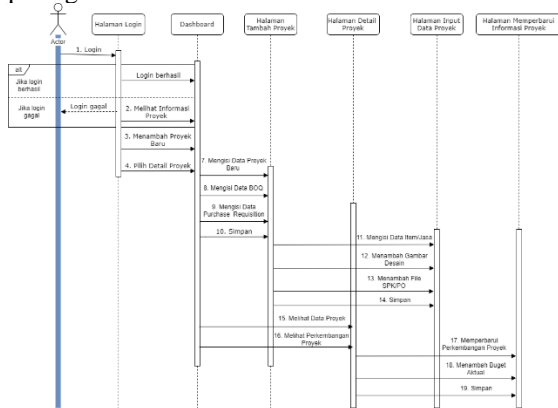 Halaman Login
Dashboard
Halaman
Tambah Proyek
Halaman Detail
Proyek
Halaman Input
Data Proyek
Halaman Memperbarui
Informasi Proyek
Actor
1. Login
alt
Jika login
berhasil
Login berhasil
Jika login
gagal
Login gagal
2. Melihat Informasi
Proyek
3. Menambah Proyek
Baru
4. Pilih Detail Proyek
7. Mengisi Data Proyek
Baru
8. Mengisi Data BOQ
9. Mengisi Data
Purchase Requisition
10. Simpan
11. Mengisi Data Item/Jasa
12. Menambah Gambar
Desain
13. Menambah File
SPK/PO
14. Simpan
15. Melihat Data Proyek
16. Melihat Perkembangan
Proyek
17. Memperbarui
Perkembangan Proyek
18. Menambah Buget
Aktual
19. Simpan